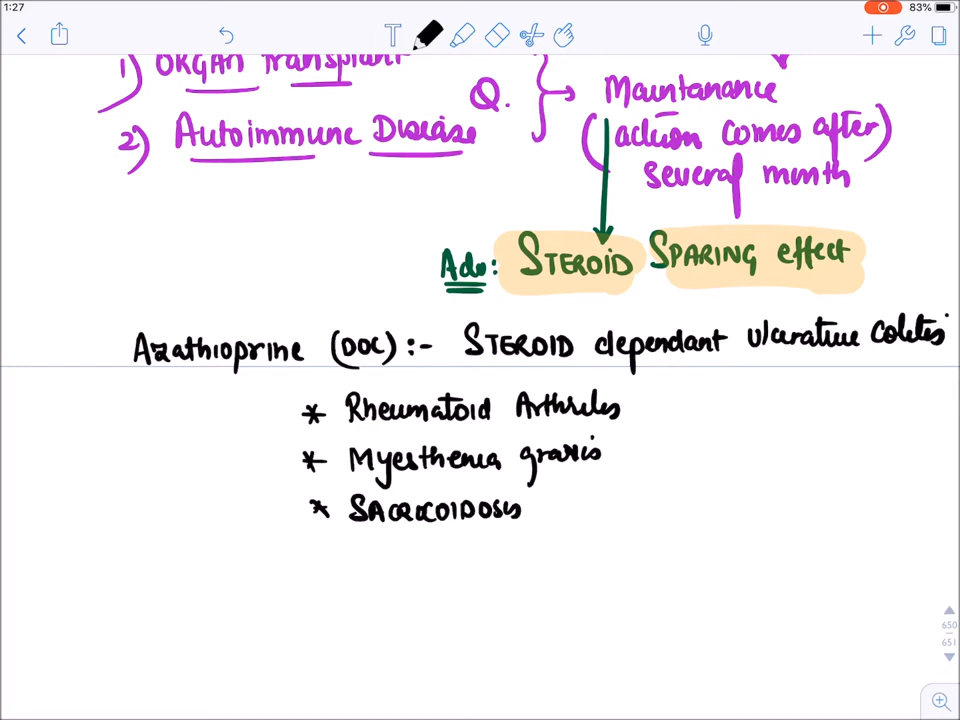 1:27
83%
T
1) ORGAN Transplant
Q.
Maintanance
2) Autoimmune Disease
(action comes after)
several month
Adv: STEROID SPARING effect
Azathioprine (DOC) :- STEROID dependant Ulcerative Colitis
* Rheumatoid Arthritis
* Myesthenia gravis
* SACROCOIDOSIS
650
651